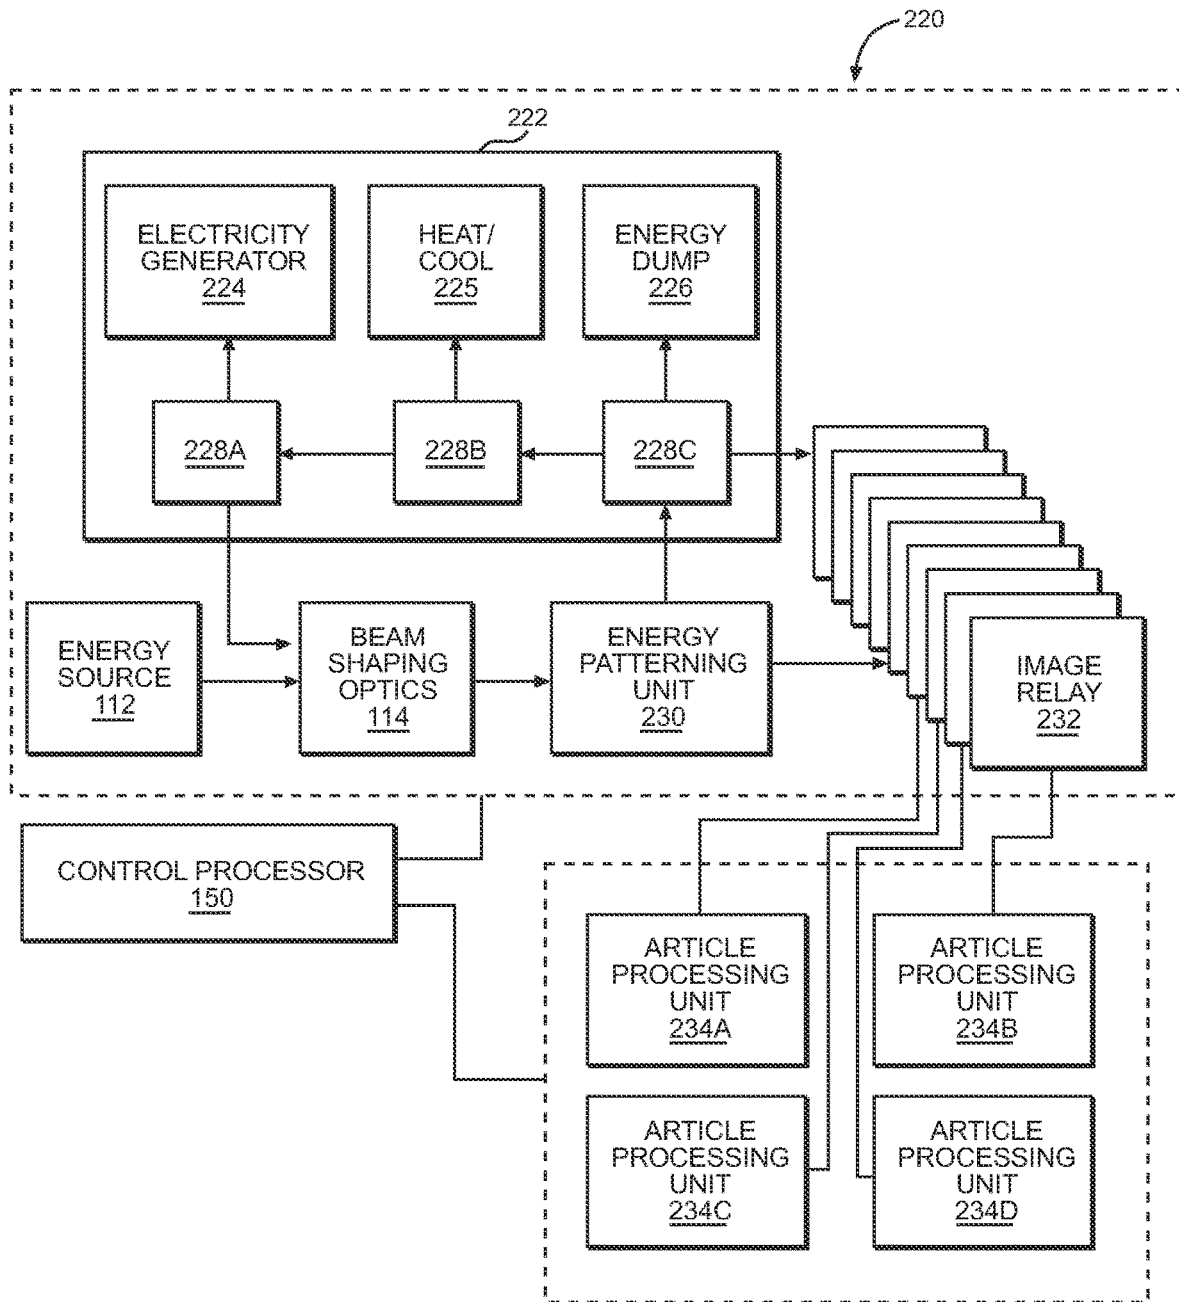 220
222
ELECTRICITY
GENERATOR
224
HEAT/
COOL
225
ENERGY
DUMP
226
228A
228B
228C
ENERGY
SOURCE
112
BEAM
SHAPING
OPTICS
114
ENERGY
PATTERNING
UNIT
230
IMAGE
RELAY
232
CONTROL PROCESSOR
150
ARTICLE
PROCESSING
UNIT
234A
ARTICLE
PROCESSING
UNIT
234B
ARTICLE
PROCESSING
UNIT
234C
ARTICLE
PROCESSING
UNIT
234D